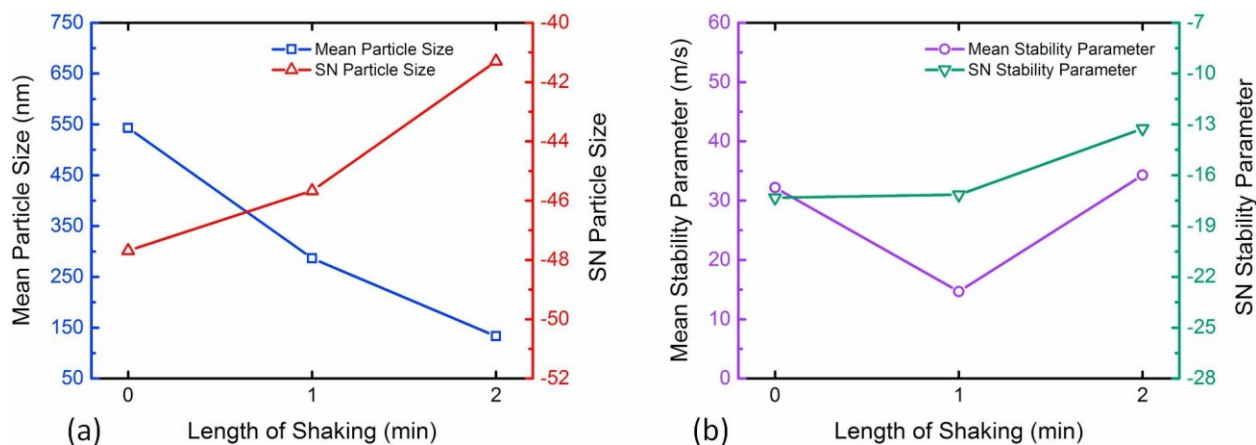 750
650
550
450
350
250
150
50
Mean Particle Size (nm)
Mean Particle Size
SN Particle Size
-40
-42
-44
-46
-48
-50
-52
SN Particle Size
0 1 2
(a) Length of Shaking (min)
60
50
40
30
20
10
0
Mean Stability Parameter (m/s)
Mean Stability Parameter
SN Stability Parameter
-7
-10
-13
-16
-18
-22
-25
-28
SN Stability Parameter
0 1 2
(b) Length of Shaking (min)